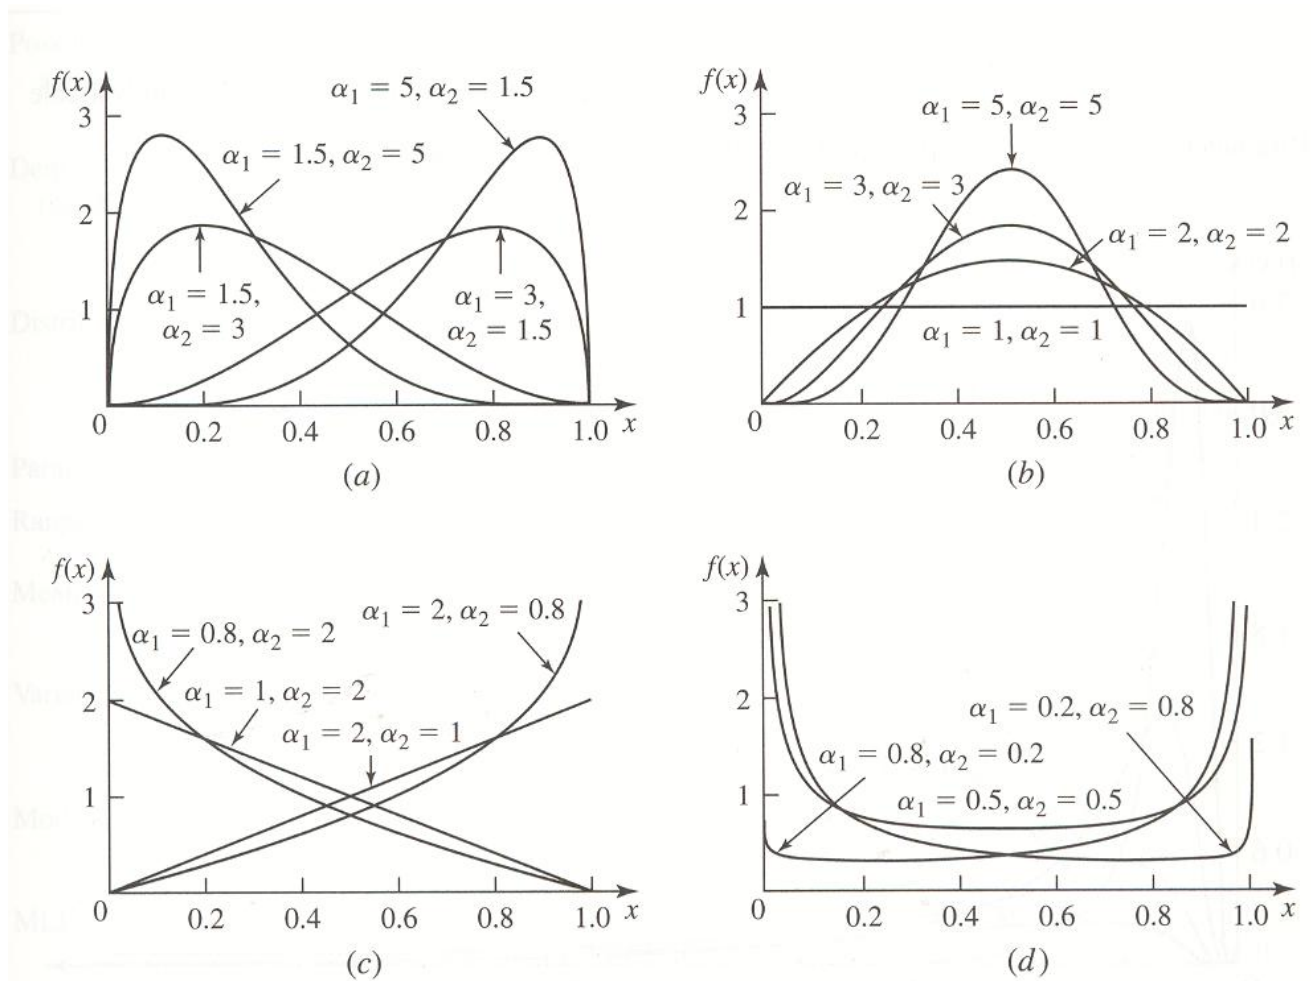 f(x)
3
2
1
0
0.2
0.4
0.6
0.8
1.0
x
α₁ = 5, α₂ = 1.5
α₁ = 1.5, α₂ = 5
α₁ = 1.5,
α₂ = 3
α₁ = 3,
α₂ = 1.5
(a)
f(x)
3
2
1
0
0.2
0.4
0.6
0.8
1.0
x
α₁ = 5, α₂ = 5
α₁ = 3, α₂ = 3
α₁ = 2, α₂ = 2
α₁ = 1, α₂ = 1
(b)
f(x)
3
2
1
0
0.2
0.4
0.6
0.8
1.0
x
α₁ = 2, α₂ = 0.8
α₁ = 0.8, α₂ = 2
α₁ = 1, α₂ = 2
α₁ = 2, α₂ = 1
(c)
f(x)
3
2
1
0
0.2
0.4
0.6
0.8
1.0
x
α₁ = 0.2, α₂ = 0.8
α₁ = 0.8, α₂ = 0.2
α₁ = 0.5, α₂ = 0.5
(d)